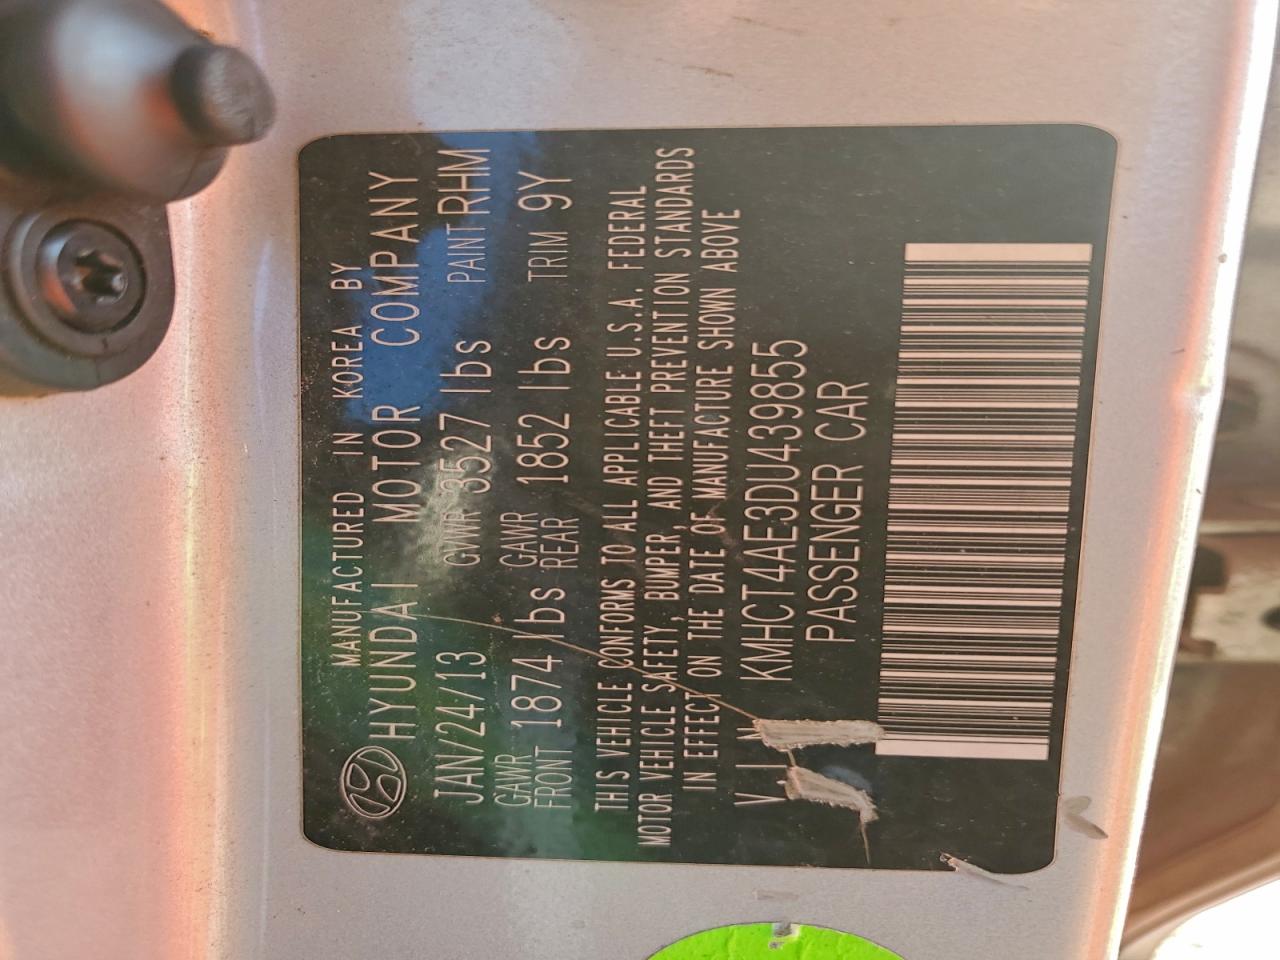 MANUFACTURED IN KOREA BY
HYUNDAI MOTOR COMPANY
JAN/24/13 GVWR 3527 lbs PAINT RHM
GAWR FRONT 1874 lbs GAWR REAR 1852 lbs TRIM 9Y
THIS VEHICLE CONFORMS TO ALL APPLICABLE U.S.A. FEDERAL
MOTOR VEHICLE SAFETY, BUMPER, AND THEFT PREVENTION STANDARDS
IN EFFECT ON THE DATE OF MANUFACTURE SHOWN ABOVE
V.I.N KMHCT4AE3DU439855
PASSENGER CAR